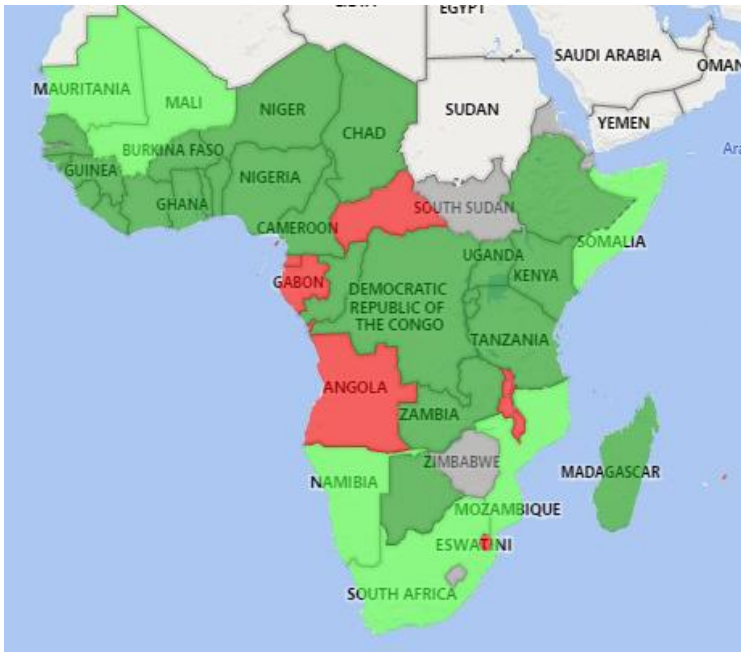 EGYPT
SAUDI ARABIA
OMAN
MAURITANIA
MALI
NIGER
CHAD
SUDAN
YEMEN
BURKINA FASO
GUINEA
NIGERIA
GHANA
CAMEROON
SOUTH SUDAN
SOMALIA
UGANDA
KENYA
GABON
DEMOCRATIC
REPUBLIC OF
THE CONGO
TANZANIA
ANGOLA
ZAMBIA
ZIMBABWE
MADAGASCAR
NAMIBIA
MOZAMBIQUE
ESWATINI
SOUTH AFRICA